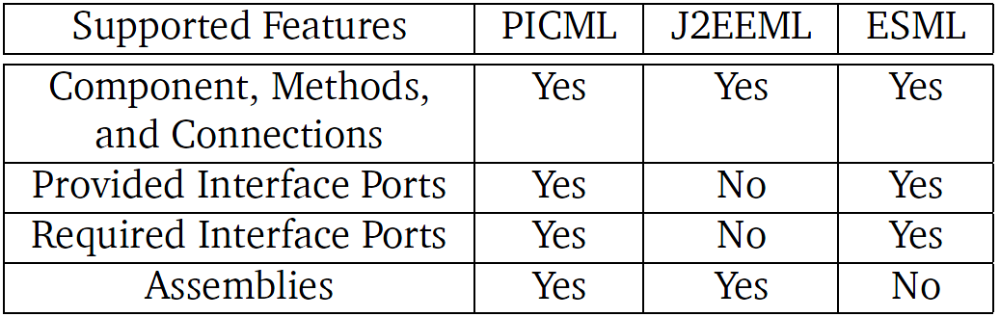 Supported Features PICML J2EEML ESML
Component, Methods, Yes Yes Yes
and Connections
Provided Interface Ports Yes No Yes
Required Interface Ports Yes No Yes
Assemblies Yes Yes No